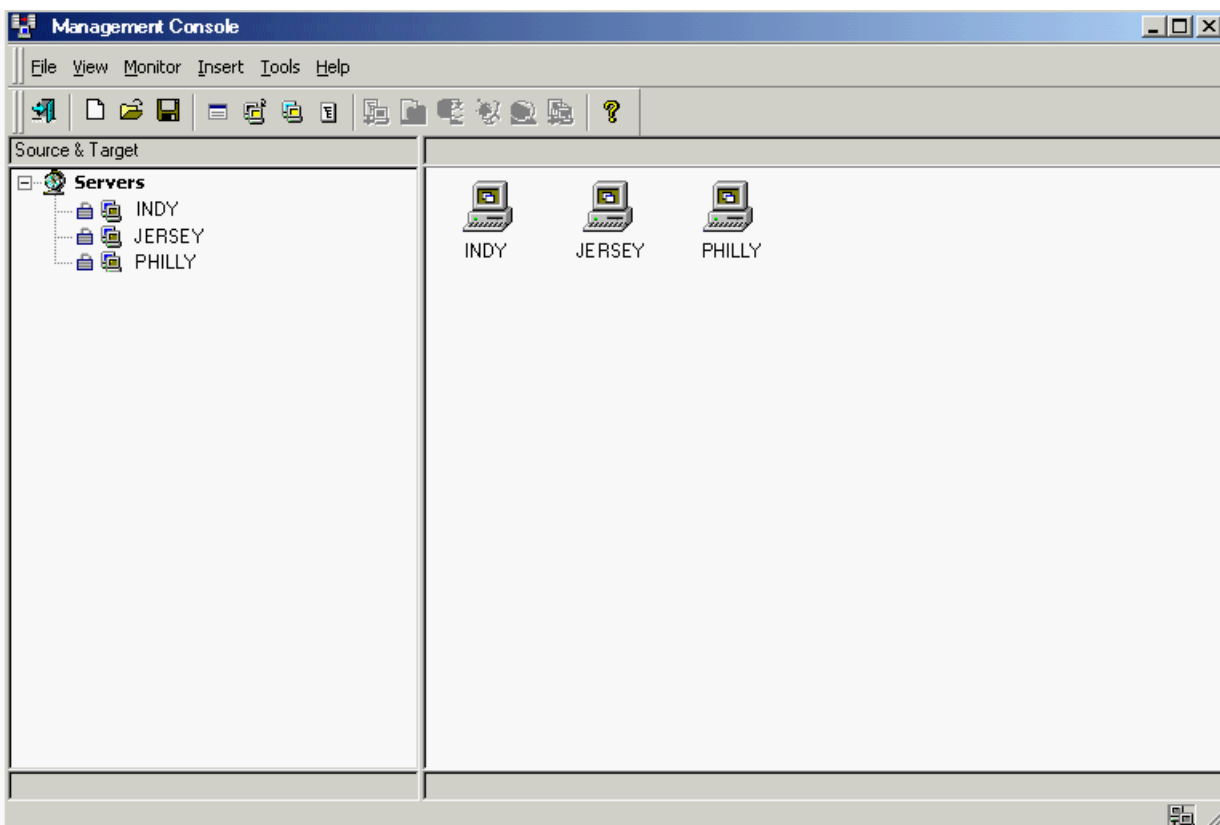 Management Console
File View Monitor Insert Tools Help
Source & Target
Servers
INDY
JERSEY
PHILLY
INDY JERSEY PHILLY